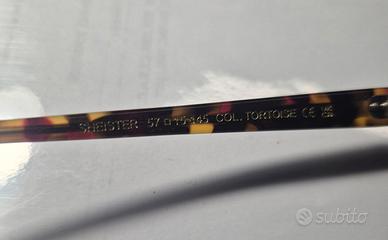 SHEISTER 57□15-145 COL. TORTOISE CE
subito